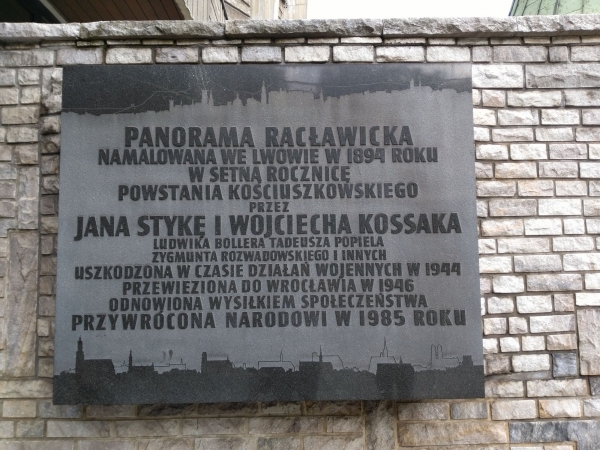 PANORAMA RACŁAWICKA
NAMALOWANA WE LWOWIE W 1894 ROKU
W SETNĄ ROCZNICĘ
POWSTANIA KOŚCIUSZKOWSKIEGO
PRZEZ
JANA STYKĘ I WOJCIECHA KOSSAKA
LUDWIKA BOLLERA TADEUSZA POPIELA
ZYGMUNTA ROZWADOWSKIEGO I INNYCH
USZKODZONA W CZASIE DZIAŁAŃ WOJENNYCH W 1944
PRZEWIEZIONA DO WROCŁAWIA W 1946
ODNOWIONA WYSIŁKIEM SPOŁECZEŃSTWA
PRZYWRÓCONA NARODOWI W 1985 ROKU